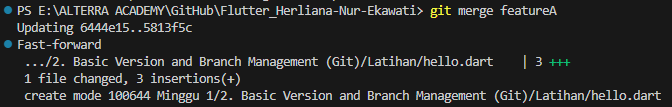 PS E:\ALTERRA ACADEMY\GitHub\Flutter_Herliana-Nur-Ekawati> git merge featureA
Updating 6444e15..5813f5c
Fast-forward
.../2. Basic Version and Branch Management (Git)/Latihan/hello.dart | 3 +++
1 file changed, 3 insertions(+)
create mode 100644 Minggu 1/2. Basic Version and Branch Management (Git)/Latihan/hello.dart